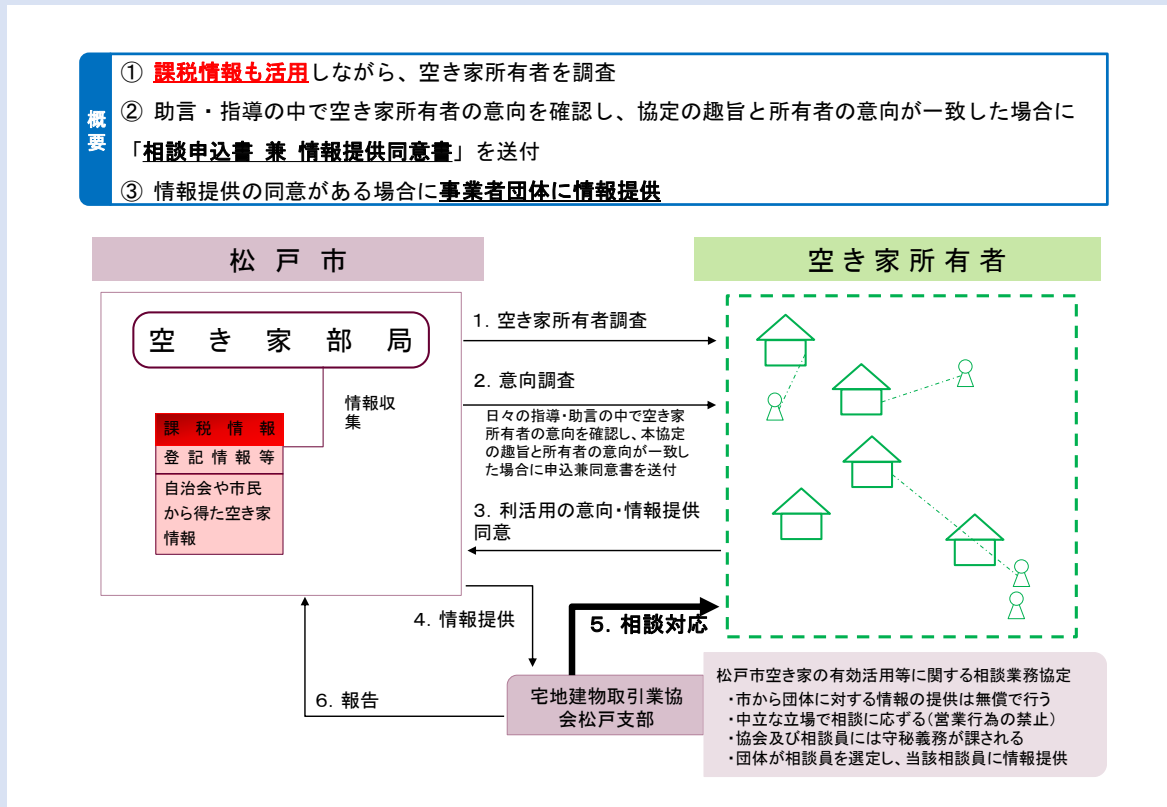 概要
① 課税情報も活用しながら、空き家所有者を調査
② 助言・指導の中で空き家所有者の意向を確認し、協定の趣旨と所有者の意向が一致した場合に
「相談申込書 兼 情報提供同意書」を送付
③ 情報提供の同意がある場合に事業者団体に情報提供
松戸市
空き家所有者
空き家部局
情報収
集
課税情報
登記情報等
自治会や市民
から得た空き家
情報
1. 空き家所有者調査
2. 意向調査
日々の指導・助言の中で空き家
所有者の意向を確認し、本協定
の趣旨と所有者の意向が一致し
た場合に申込兼同意書を送付
3. 利活用の意向・情報提供
同意
4. 情報提供
5. 相談対応
6. 報告
宅地建物取引業協
会松戸支部
松戸市空き家の有効活用等に関する相談業務協定
・市から団体に対する情報の提供は無償で行う
・中立な立場で相談に応ずる(営業行為の禁止)
・協会及び相談員には守秘義務が課される
・団体が相談員を選定し、当該相談員に情報提供